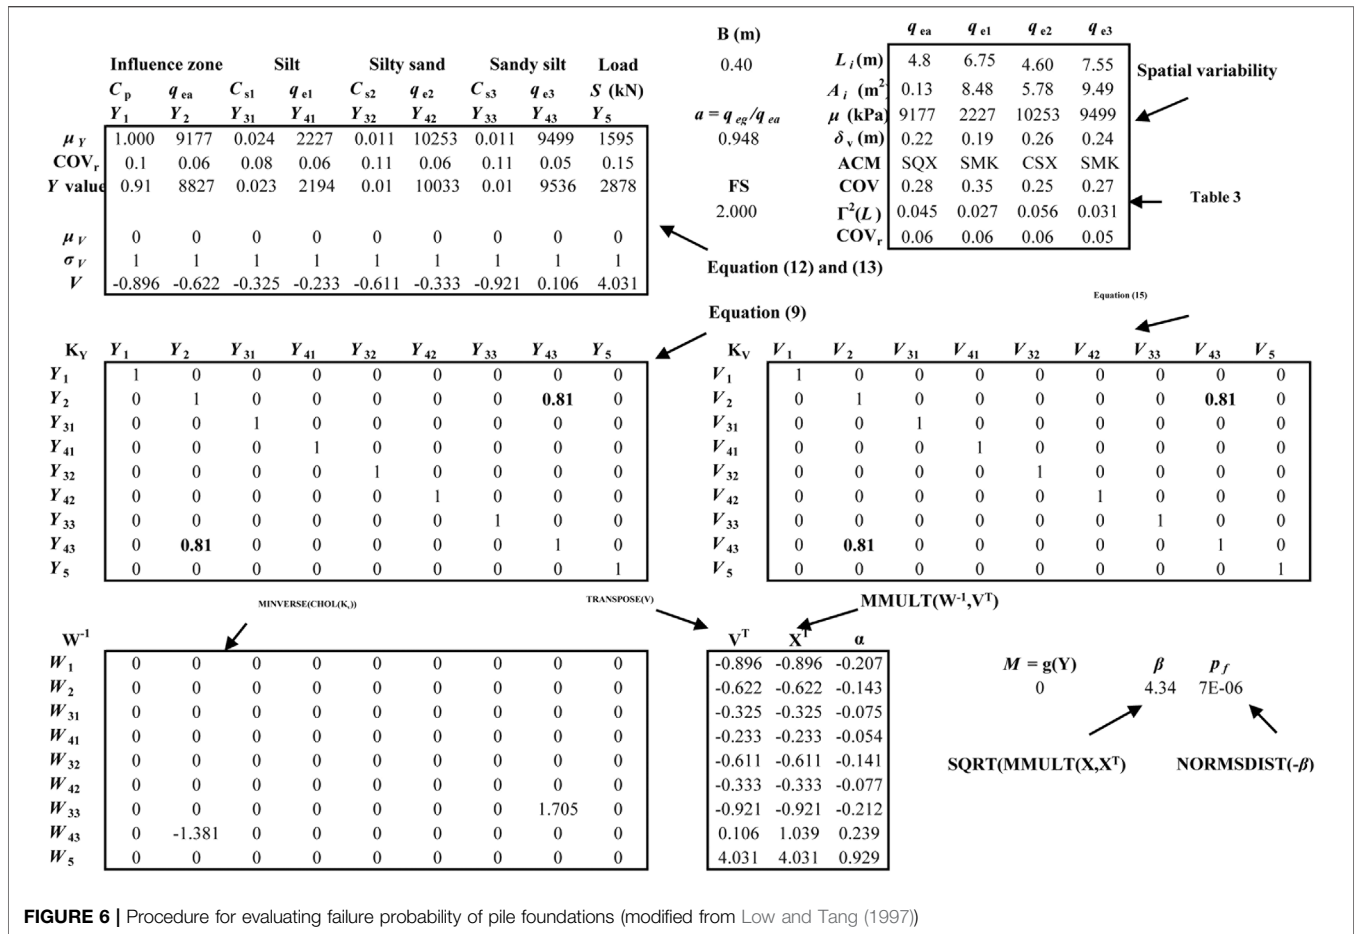 Influence zone Silt Silty sand Sandy silt Load
C p q ea C s1 q e1 C s2 q e2 C s3 q e3 S (kN)
Y 1 Y 2 Y 31 Y 41 Y 32 Y 42 Y 33 Y 43 Y 5
μ Y 1.000 9177 0.024 2227 0.011 10253 0.011 9499 1595
COV r 0.1 0.06 0.08 0.06 0.11 0.06 0.11 0.05 0.15
Y value 0.91 8827 0.023 2194 0.01 10033 0.01 9536 2878
μ V 0 0 0 0 0 0 0 0 0
σ V 1 1 1 1 1 1 1 1 1
V -0.896 -0.622 -0.325 -0.233 -0.611 -0.333 -0.921 0.106 4.031
B (m)
0.40
a = q eg / q ea
0.948
FS
2.000
q ea q e1 q e2 q e3
L i (m) 4.8 6.75 4.60 7.55
A i (m2) 0.13 8.48 5.78 9.49
μ (kPa) 9177 2227 10253 9499
δ v (m) 0.22 0.19 0.26 0.24
ACM SQX SMK CSX SMK
COV 0.28 0.35 0.25 0.27
Γ2(L) 0.045 0.027 0.056 0.031
COVr 0.06 0.06 0.06 0.05
Spatial variability
Table 3
Equation (12) and (13)
Equation (9)
Equation (15)
KY Y 1 Y 2 Y 31 Y 41 Y 32 Y 42 Y 33 Y 43 Y 5
Y 1 1 0 0 0 0 0 0 0 0
Y 2 0 1 0 0 0 0 0 0.81 0
Y 31 0 0 1 0 0 0 0 0 0
Y 41 0 0 0 1 0 0 0 0 0
Y 32 0 0 0 0 1 0 0 0 0
Y 42 0 0 0 0 0 1 0 0 0
Y 33 0 0 0 0 0 0 1 0 0
Y 43 0 0.81 0 0 0 0 0 1 0
Y 5 0 0 0 0 0 0 0 0 1
KV V 1 V 2 V 31 V 41 V 32 V 42 V 33 V 43 V 5
V 1 1 0 0 0 0 0 0 0 0
V 2 0 1 0 0 0 0 0 0.81 0
V 31 0 0 1 0 0 0 0 0 0
V 41 0 0 0 1 0 0 0 0 0
V 32 0 0 0 0 1 0 0 0 0
V 42 0 0 0 0 0 1 0 0 0
V 33 0 0 0 0 0 0 1 0 0
V 43 0 0.81 0 0 0 0 0 1 0
V 5 0 0 0 0 0 0 0 0 1
MINVERSE(CHOL(Kv))
TRANSPOSE(V)
MMULT(W-1,VT)
W-1
W 1 0 0 0 0 0 0 0 0 0
W 2 0 0 0 0 0 0 0 0 0
W 31 0 0 0 0 0 0 0 0 0
W 41 0 0 0 0 0 0 0 0 0
W 32 0 0 0 0 0 0 0 0 0
W 42 0 0 0 0 0 0 0 0 0
W 33 0 0 0 0 0 0 0 1.705 0
W 43 0 -1.381 0 0 0 0 0 0 0
W 5 0 0 0 0 0 0 0 0 0
VT XT α
-0.896 -0.896 -0.207
-0.622 -0.622 -0.143
-0.325 -0.325 -0.075
-0.233 -0.233 -0.054
-0.611 -0.611 -0.141
-0.333 -0.333 -0.077
-0.921 -0.921 -0.212
0.106 1.039 0.239
4.031 4.031 0.929
M = g(Y) β p f
0 4.34 7E-06
SQRT(MMULT(X,XT) NORMSDIST(-β)
FIGURE 6 | Procedure for evaluating failure probability of pile foundations (modified from Low and Tang (1997))